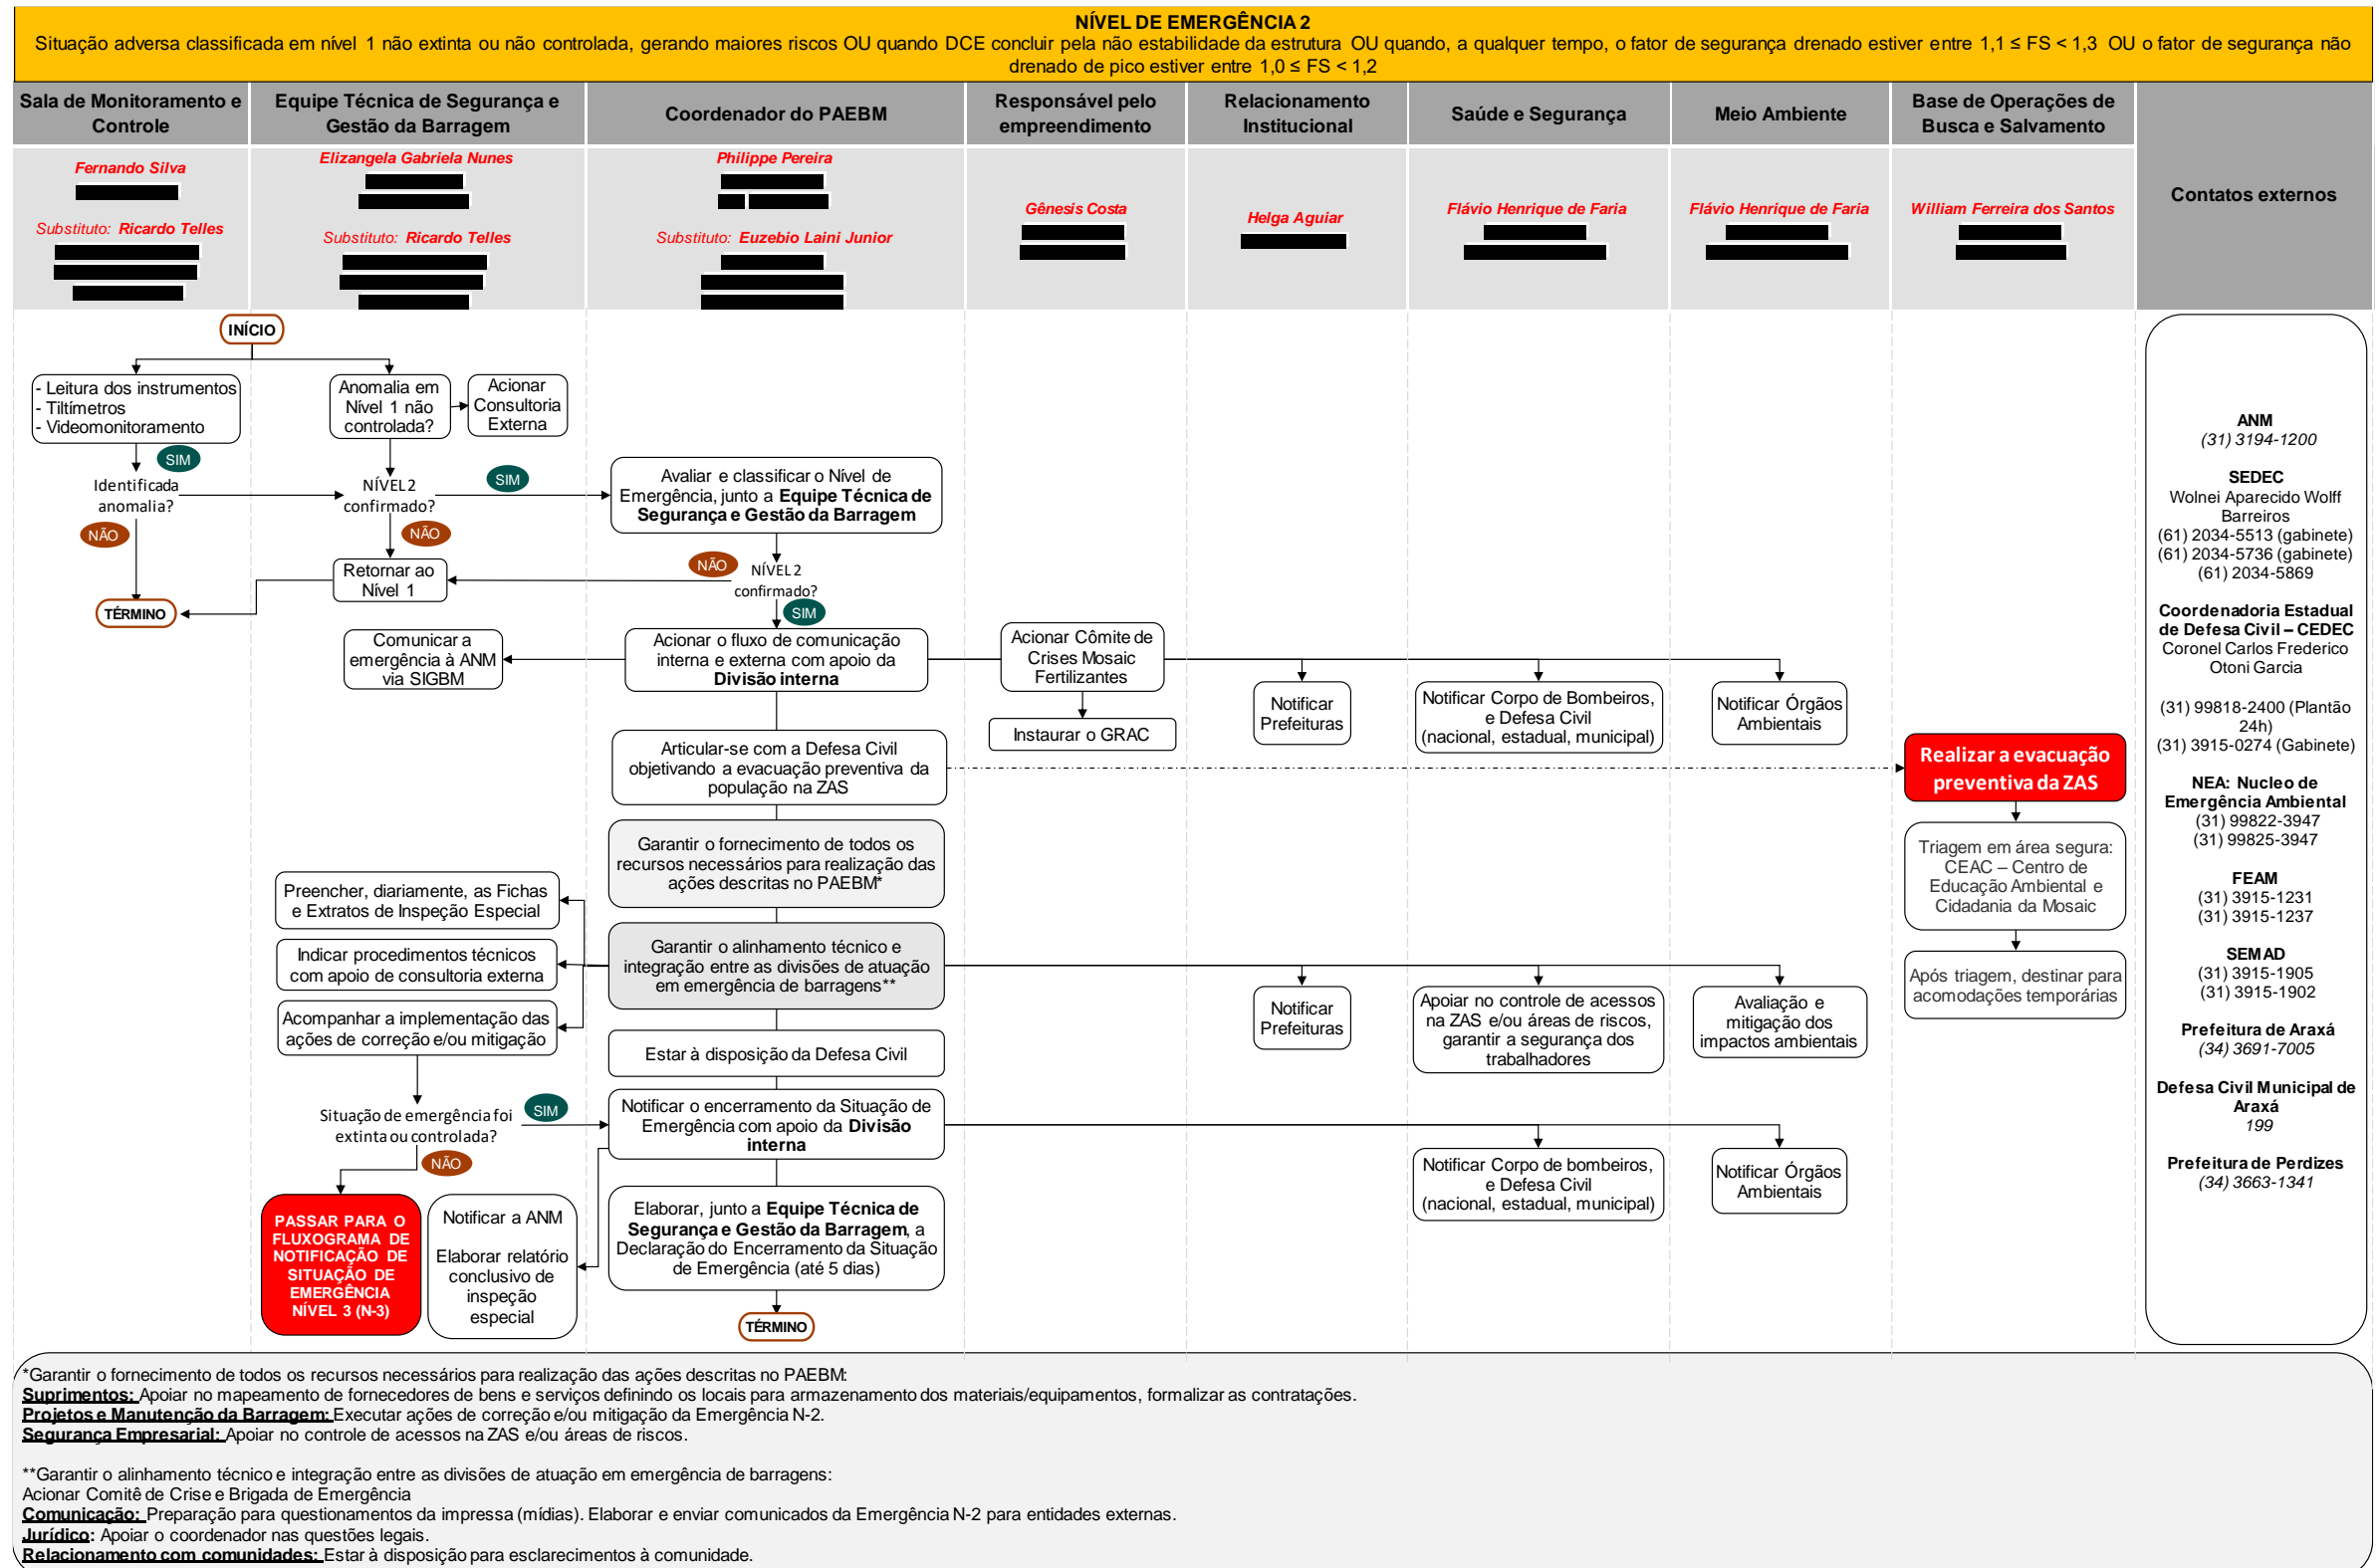 NÍVEL DE EMERGÊNCIA 2
Situação adversa classificada em nível 1 não extinta ou não controlada, gerando maiores riscos OU quando DCE concluir pela não estabilidade da estrutura OU quando, a qualquer tempo, o fator de segurança drenado estiver entre 1,1 ≤ FS < 1,3 OU o fator de segurança não
drenado de pico estiver entre 1,0 ≤ FS < 1,2
Sala de Monitoramento e
Controle
Equipe Técnica de Segurança e
Gestão da Barragem
Coordenador do PAEBM
Responsável pelo
empreendimento
Relacionamento
Institucional
Saúde e Segurança
Meio Ambiente
Base de Operações de
Busca e Salvamento
Contatos externos
Fernando Silva
Substituto: Ricardo Telles
Elizangela Gabriela Nunes
Substituto: Ricardo Telles
Philippe Pereira
Substituto: Euzebio Laini Junior
Gênesis Costa
Helga Aguiar
Flávio Henrique de Faria
Flávio Henrique de Faria
William Ferreira dos Santos
INÍCIO
- Leitura dos instrumentos
- Tiltímetros
- Videomonitoramento
Anomalia em
Nível 1 não
controlada?
Acionar
Consultoria
Externa
SIM
Identificada
anomalia?
NÃO
NÍVEL 2
confirmado?
SIM
NÃO
Avaliar e classificar o Nível de
Emergência, junto a Equipe Técnica de
Segurança e Gestão da Barragem
Retornar ao
Nível 1
NÃO
NÍVEL 2
confirmado?
SIM
TÉRMINO
Comunicar a
emergência à ANM
via SIGBM
Acionar o fluxo de comunicação
interna e externa com apoio da
Divisão interna
Acionar Cômite de
Crises Mosaic
Fertilizantes
Instaurar o GRAC
Notificar
Prefeituras
Notificar Corpo de Bombeiros,
e Defesa Civil
(nacional, estadual, municipal)
Notificar Órgãos
Ambientais
Articular-se com a Defesa Civil
objetivando a evacuação preventiva da
população na ZAS
Realizar a evacuação
preventiva da ZAS
Garantir o fornecimento de todos os
recursos necessários para realização das
ações descritas no PAEBM*
Triagem em área segura:
CEAC – Centro de
Educação Ambiental e
Cidadania da Mosaic
Preencher, diariamente, as Fichas
e Extratos de Inspeção Especial
Indicar procedimentos técnicos
com apoio de consultoria externa
Acompanhar a implementação das
ações de correção e/ou mitigação
Garantir o alinhamento técnico e
integração entre as divisões de atuação
em emergência de barragens**
Notificar
Prefeituras
Apoiar no controle de acessos
na ZAS e/ou áreas de riscos,
garantir a segurança dos
trabalhadores
Avaliação e
mitigação dos
impactos ambientais
Após triagem, destinar para
acomodações temporárias
Estar à disposição da Defesa Civil
Situação de emergência foi
extinta ou controlada?
SIM
NÃO
Notificar o encerramento da Situação de
Emergência com apoio da Divisão
interna
Notificar Corpo de bombeiros,
e Defesa Civil
(nacional, estadual, municipal)
Notificar Órgãos
Ambientais
PASSAR PARA O
FLUXOGRAMA DE
NOTIFICAÇÃO DE
SITUAÇÃO DE
EMERGÊNCIA
NÍVEL 3 (N-3)
Notificar a ANM
Elaborar relatório
conclusivo de
inspeção
especial
Elaborar, junto a Equipe Técnica de
Segurança e Gestão da Barragem, a
Declaração do Encerramento da Situação
de Emergência (até 5 dias)
TÉRMINO
ANM
(31) 3194-1200
SEDEC
Wolnei Aparecido Wolff
Barreiros
(61) 2034-5513 (gabinete)
(61) 2034-5736 (gabinete)
(61) 2034-5869
Coordenadoria Estadual
de Defesa Civil – CEDEC
Coronel Carlos Frederico
Otoni Garcia
(31) 99818-2400 (Plantão
24h)
(31) 3915-0274 (Gabinete)
NEA: Nucleo de
Emergência Ambiental
(31) 99822-3947
(31) 99825-3947
FEAM
(31) 3915-1231
(31) 3915-1237
SEMAD
(31) 3915-1905
(31) 3915-1902
Prefeitura de Araxá
(34) 3691-7005
Defesa Civil Municipal de
Araxá
199
Prefeitura de Perdizes
(34) 3663-1341
*Garantir o fornecimento de todos os recursos necessários para realização das ações descritas no PAEBM:
Suprimentos: Apoiar no mapeamento de fornecedores de bens e serviços definindo os locais para armazenamento dos materiais/equipamentos, formalizar as contratações.
Projetos e Manutenção da Barragem: Executar ações de correção e/ou mitigação da Emergência N-2.
Segurança Empresarial: Apoiar no controle de acessos na ZAS e/ou áreas de riscos.
**Garantir o alinhamento técnico e integração entre as divisões de atuação em emergência de barragens:
Acionar Comitê de Crise e Brigada de Emergência
Comunicação: Preparação para questionamentos da impressa (mídias). Elaborar e enviar comunicados da Emergência N-2 para entidades externas.
Jurídico: Apoiar o coordenador nas questões legais.
Relacionamento com comunidades: Estar à disposição para esclarecimentos à comunidade.